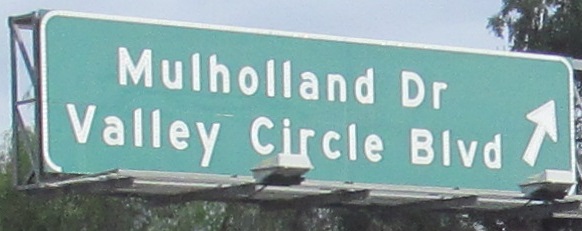 Mulholland Dr
Valley Circle Blvd